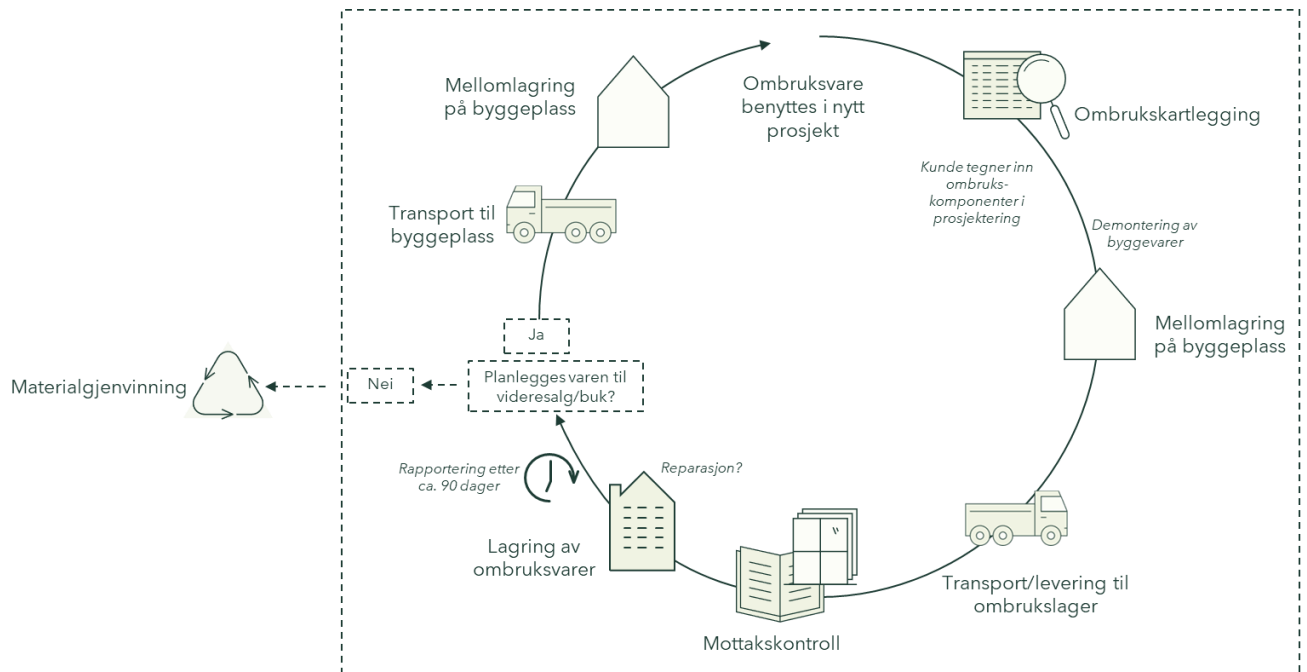 Mellomlagring
på byggeplass
Ombruksvare
benyttes i nytt
prosjekt
Ombrukskartlegging
Kunde tegner inn
ombruks-
komponenter i
prosjektering
Demontering av
byggevarer
Transport til
byggeplass
Mellomlagring
på byggeplass
Ja
Planlegges varen til
videresalg/buk?
Nei
Materialgjenvinning
Rapportering etter
ca. 90 dager
Reparasjon?
Lagring av
ombruksvarer
Transport/levering til
ombrukslager
Mottakskontroll